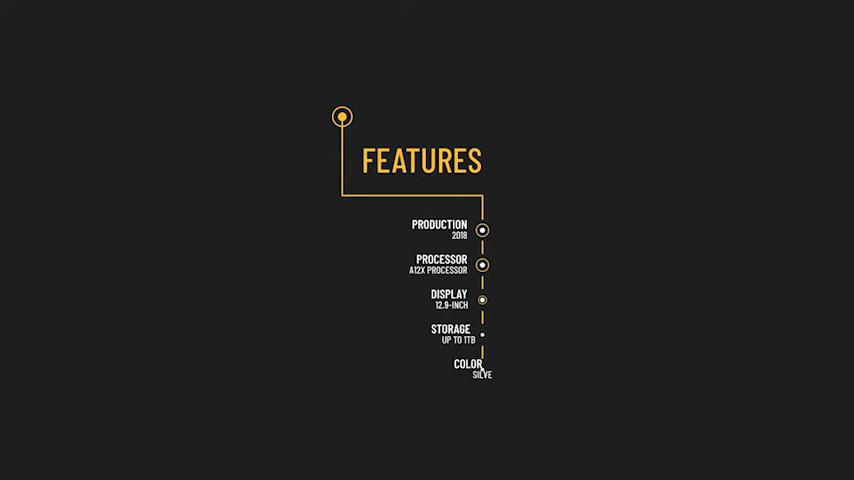 FEATURES
PRODUCTION
2018
PROCESSOR
A12X PROCESSOR
DISPLAY
12.9-INCH
STORAGE
UP TO 1TB
COLOR
SILVE